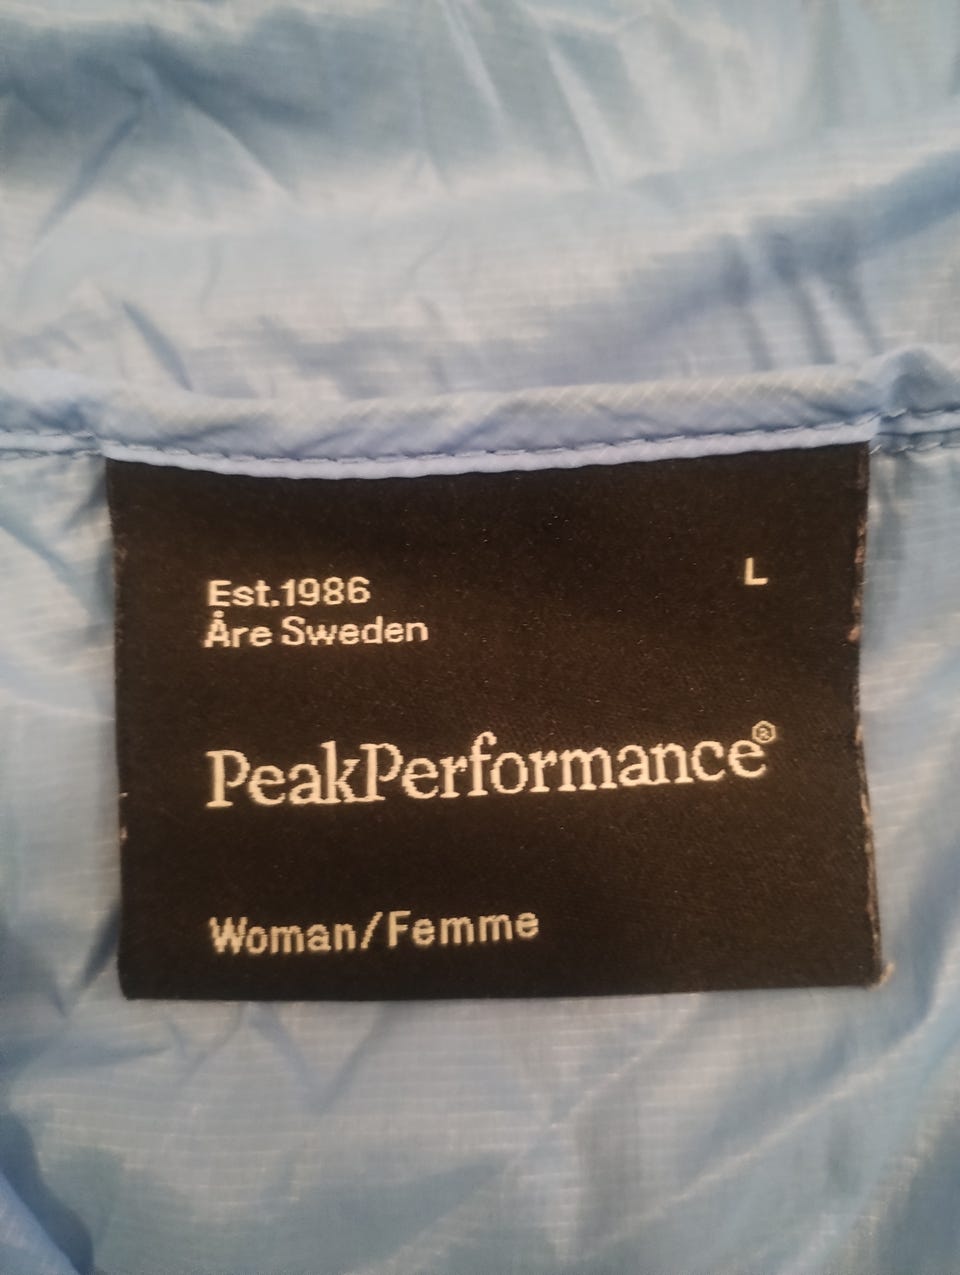 Est.1986
Åre Sweden
L
PeakPerformance®
Woman/Femme